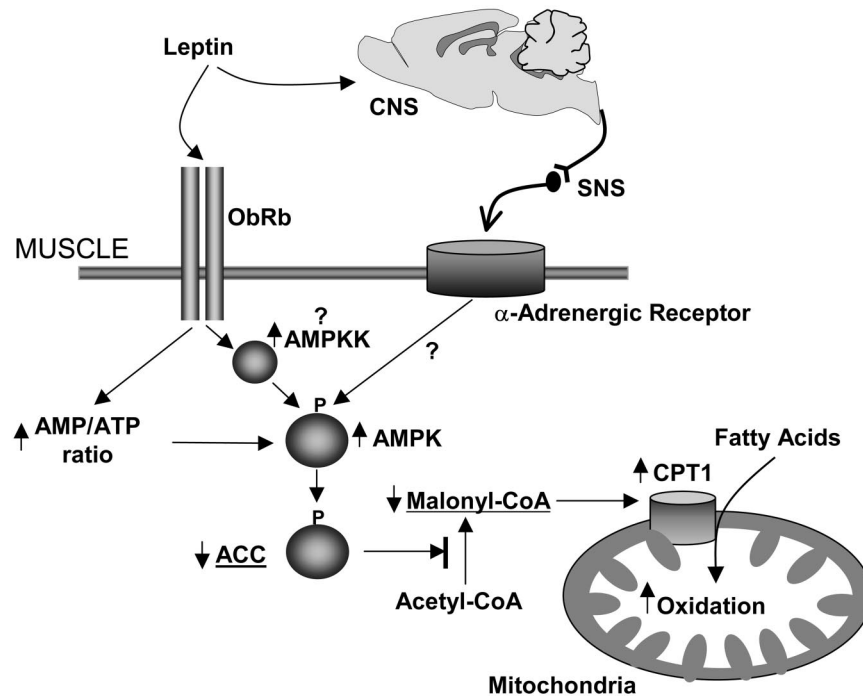 Leptin
CNS
SNS
ObRb
MUSCLE
α-Adrenergic Receptor
?
AMPKK
?
P
AMP/ATP
ratio
AMPK
Fatty Acids
CPT1
Malonyl-CoA
P
ACC
Acetyl-CoA
Oxidation
Mitochondria